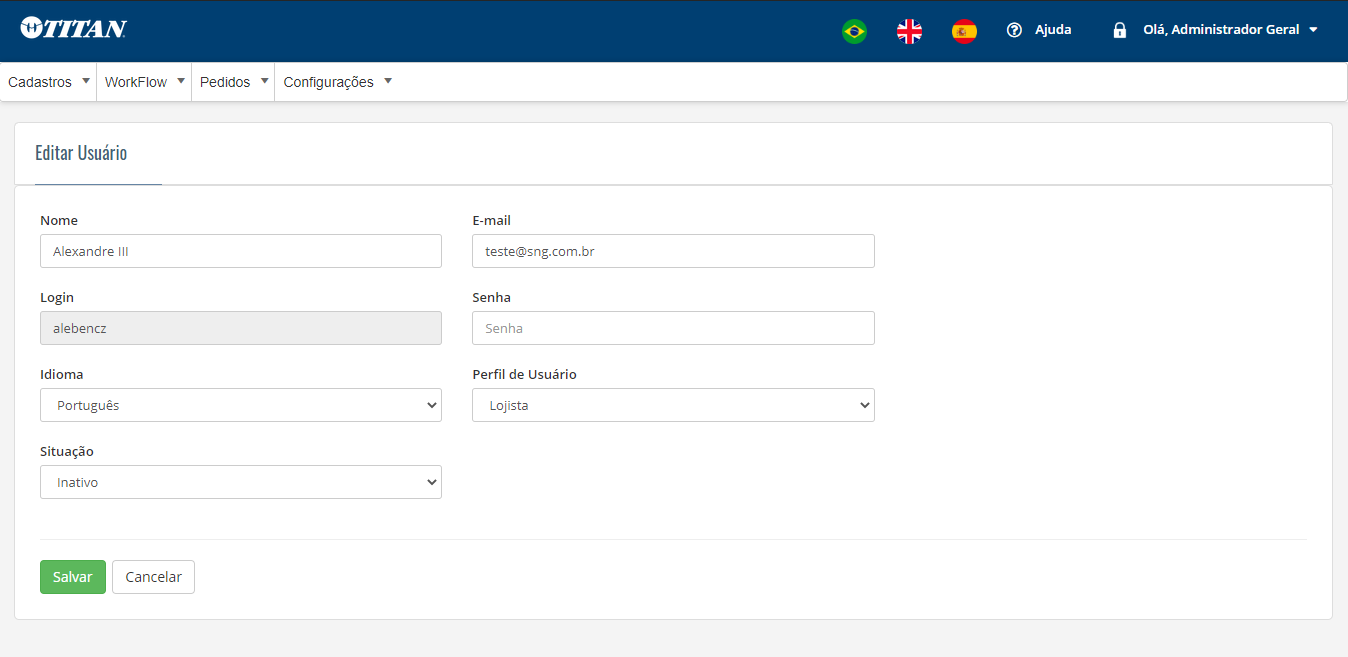 TITAN
Ajuda
Olá, Administrador Geral
Cadastros WorkFlow Pedidos Configurações
Editar Usuário
Nome E-mail
Alexandre III teste@sng.com.br
Login Senha
alebencz Senha
Idioma Perfil de Usuário
Português Lojista
Situação
Inativo
Salvar Cancelar